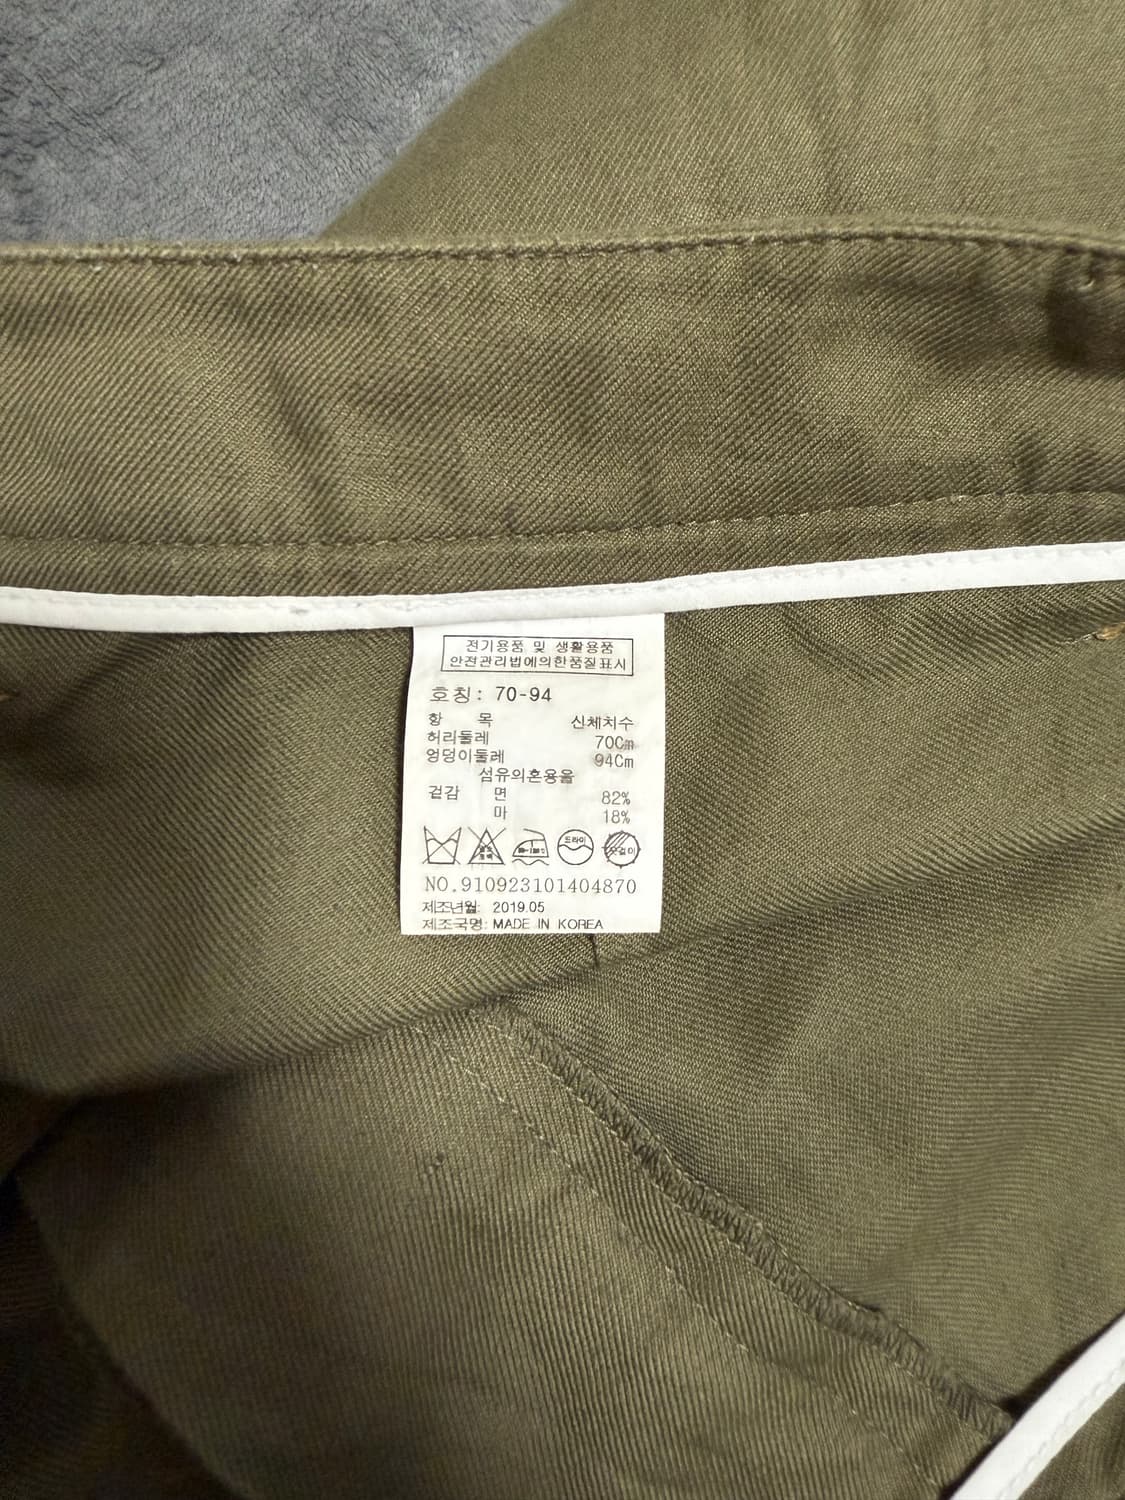 전기용품 및 생활용품
안전관리법에의한품질표시
호칭: 70-94
항 목 신체치수
허리둘레 70Cm
엉덩이둘레 94Cm
섬유의혼용율
겉감 면 82%
마 18%
드라이
NO.910923101404870
제조년월: 2019.05
제조국명: MADE IN KOREA